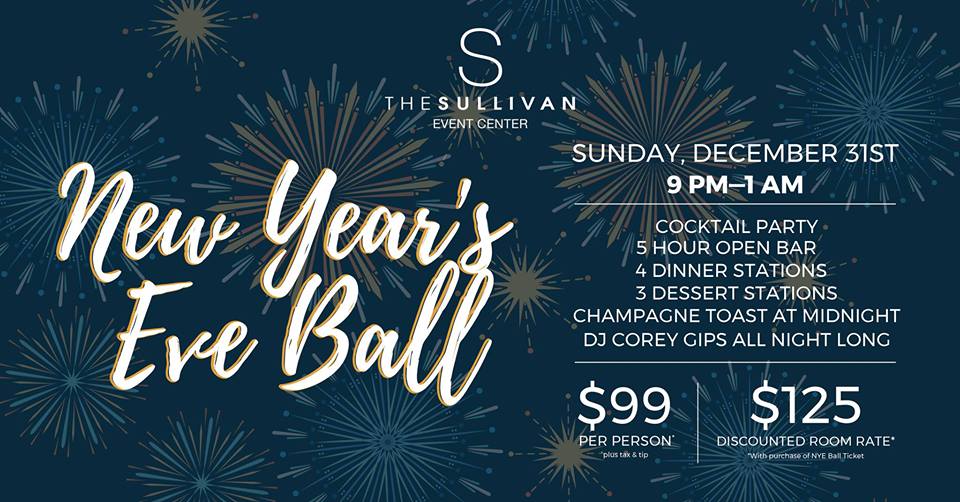 S
THE SULLIVAN
EVENT CENTER
New Year's
Eve Ball
SUNDAY, DECEMBER 31ST
9 PM—1 AM
COCKTAIL PARTY
5 HOUR OPEN BAR
4 DINNER STATIONS
3 DESSERT STATIONS
CHAMPAGNE TOAST AT MIDNIGHT
DJ COREY GIPS ALL NIGHT LONG
$99
PER PERSON*
*plus tax & tip
$125
DISCOUNTED ROOM RATE*
*With purchase of NYE Ball Ticket